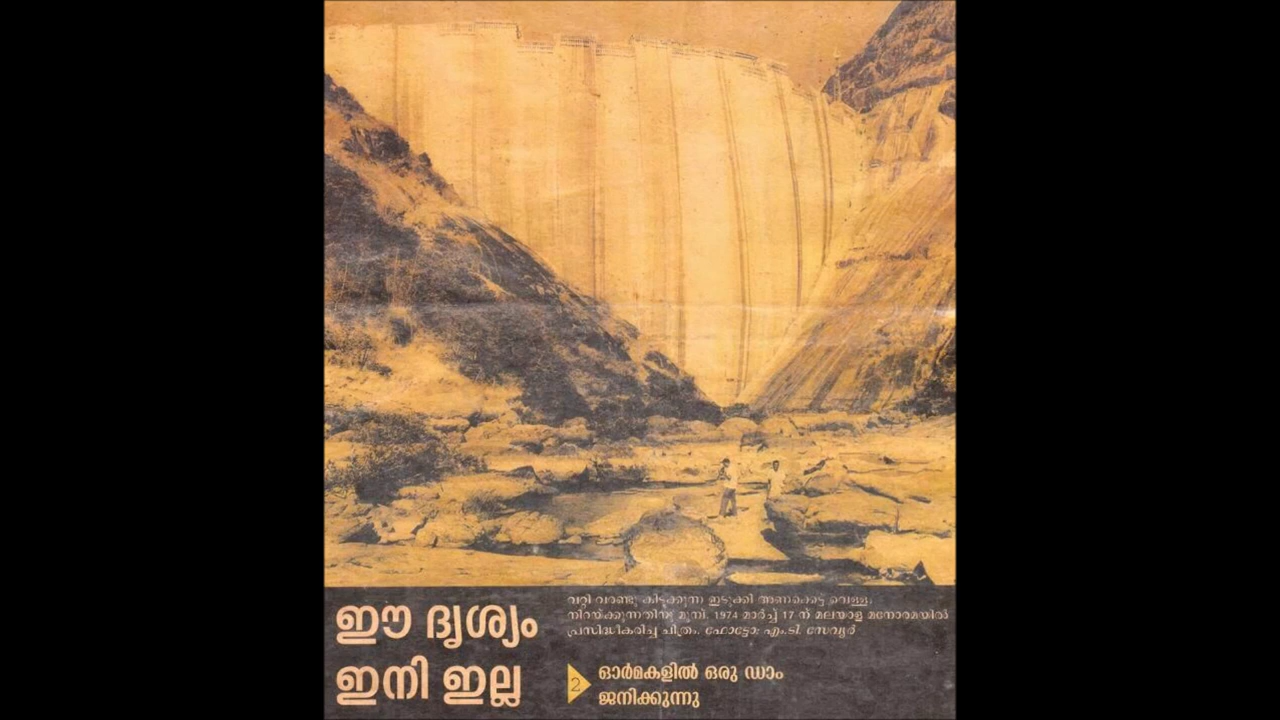 ഈ ദൃശ്യം
ഇനി ഇല്ല
വറ്റി വരണ്ടു കിടക്കുന്ന ഇടുക്കി അണക്കെട്ട് വെള്ളം
നിറയ്ക്കുന്നതിനു മുമ്പ്. 1974 മാർച്ച് 17 ന് മലയാള മനോരമയിൽ
പ്രസിദ്ധീകരിച്ച ചിത്രം. ഫോട്ടോ: എം.ടി. സേവ്യർ
2 ഓർമകളിൽ ഒരു ഡാം
ജനിക്കുന്നു